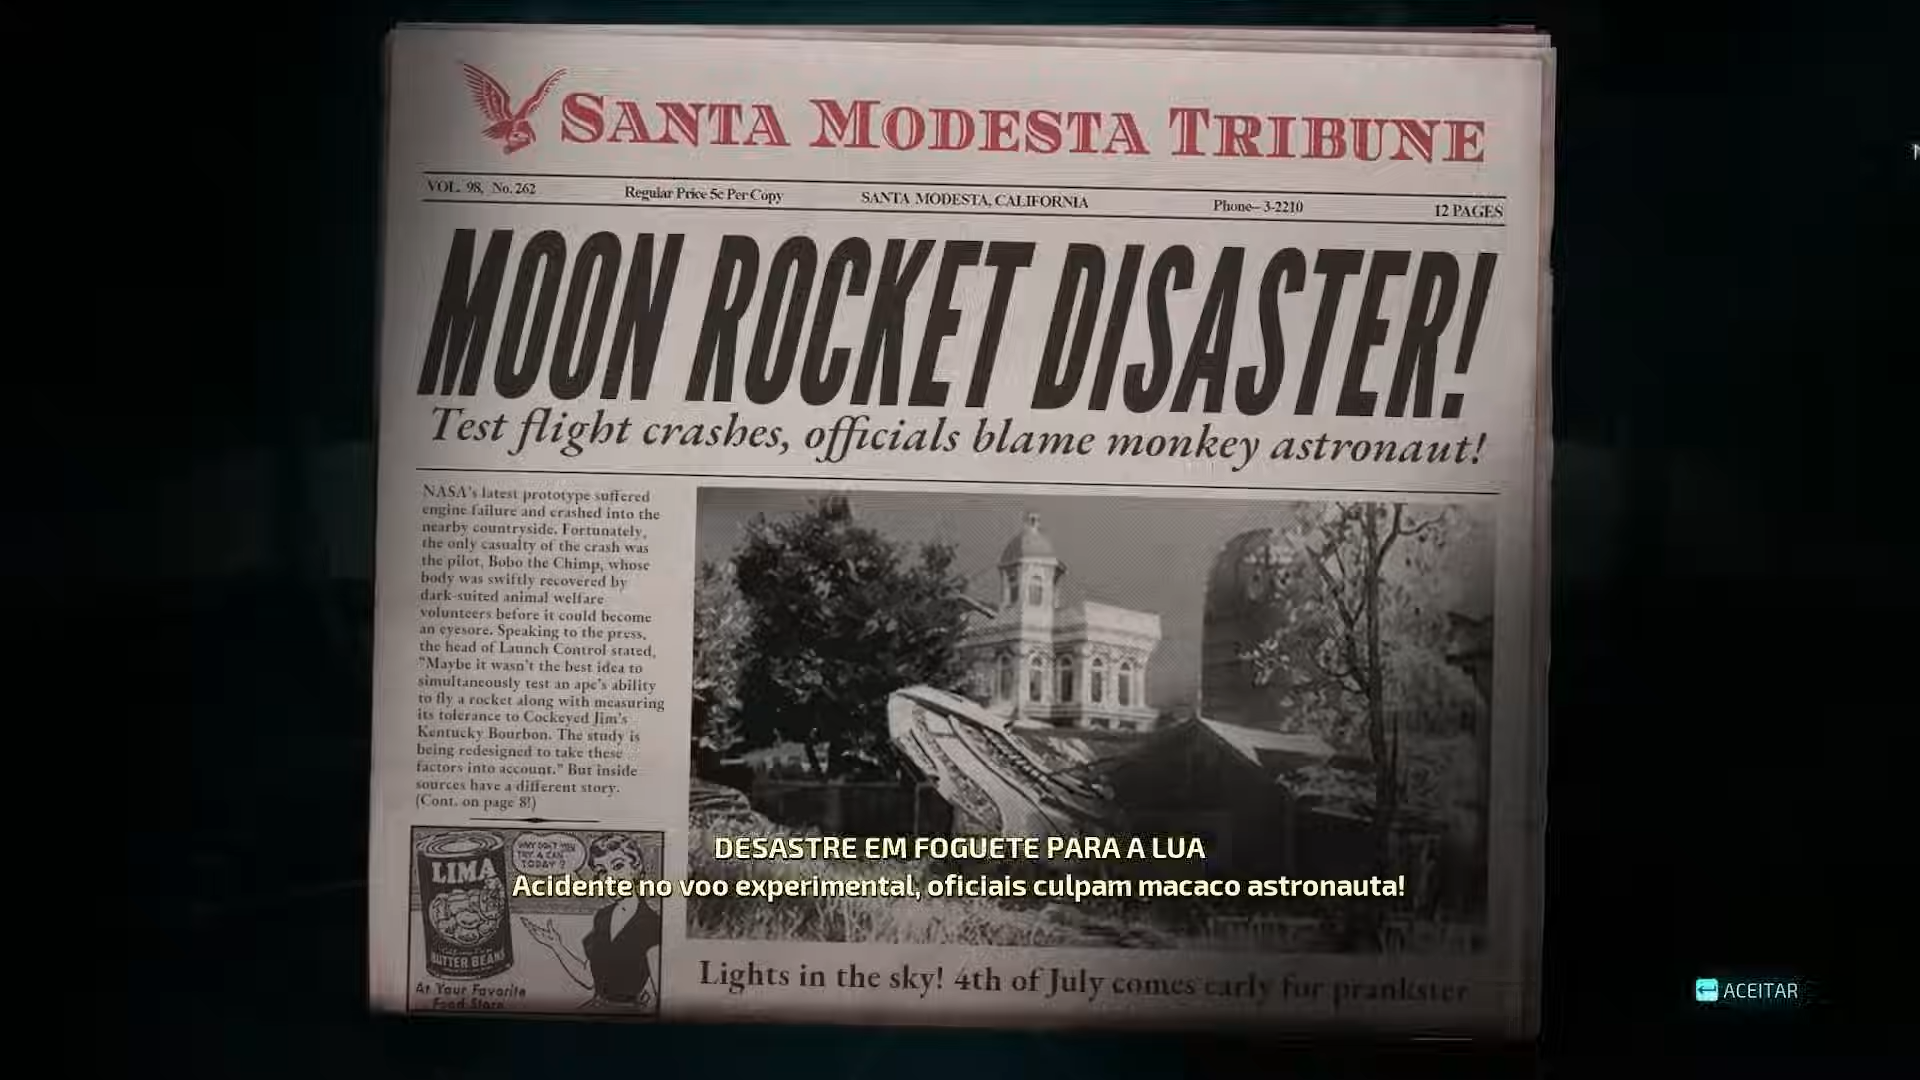 SANTA MODESTA TRIBUNE
VOL. 98, No. 262 Regular Price 5c Per Copy SANTA MODESTA, CALIFORNIA Phone– 3-2210 12 PAGES
MOON ROCKET DISASTER!
Test flight crashes, officials blame monkey astronaut!
NASA's latest prototype suffered
engine failure and crashed into the
nearby countryside. Fortunately,
the only casualty of the crash was
the pilot, Bobo the Chimp, whose
body was swiftly recovered by
dark-suited animal welfare
volunteers before it could become
an eyesore. Speaking to the press,
the head of Launch Control stated,
"Maybe it wasn't the best idea to
simultaneously test an ape's ability
to fly a rocket along with measuring
its tolerance to Cockeyed Jim's
Kentucky Bourbon. The study is
being redesigned to take these
factors into account." But inside
sources have a different story.
(Cont. on page 8!)
WHY DON'T YOU
TRY A CAN
TODAY?
LIMA
BUTTER BEANS
At Your Favorite
Food Store
DESASTRE EM FOGUETE PARA A LUA
Acidente no voo experimental, oficiais culpam macaco astronauta!
Lights in the sky! 4th of July comes early for prankster
ACEITAR